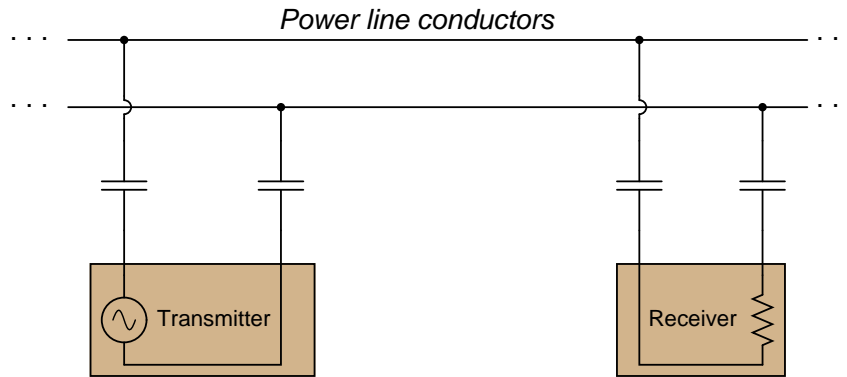 Power line conductors
. . .
. .
. . .
. .
Transmitter
Receiver